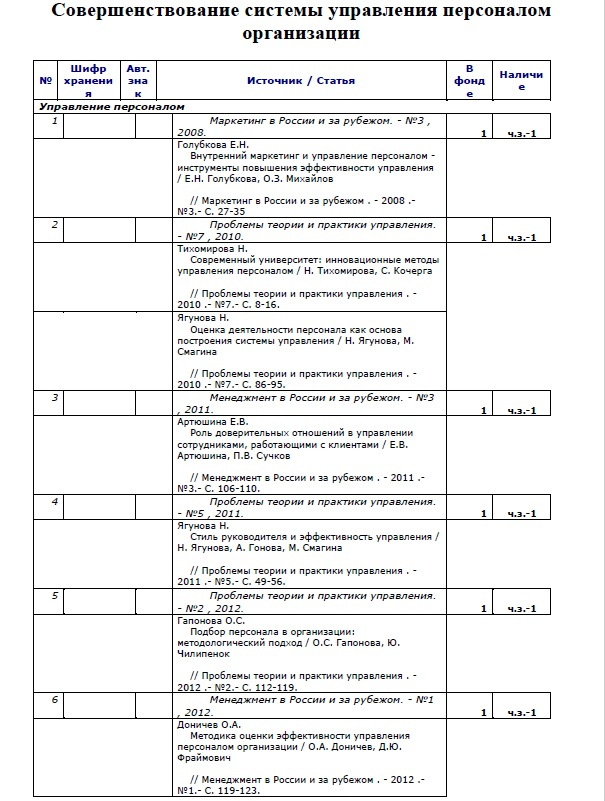 Совершенствование системы управления персоналом
организации
№
Шифр
хранени
я
Авт.
зна
к
Источник / Статья
В
фонд
е
Наличи
е
Управление персоналом
1
Маркетинг в России и за рубежом. - №3 ,
2008.
1
ч.з.-1
Голубкова Е.Н.
Внутренний маркетинг и управление персоналом -
инструменты повышения эффективности управления
/ Е.Н. Голубкова, О.З. Михайлов
// Маркетинг в России и за рубежом . - 2008 .-
№3.- С. 27-35
2
Проблемы теории и практики управления.
- №7 , 2010.
1
ч.з.-1
Тихомирова Н.
Современный университет: инновационные методы
управления персоналом / Н. Тихомирова, С. Кочерга
// Проблемы теории и практики управления . -
2010 .- №7.- С. 8-16.
Ягунова Н.
Оценка деятельности персонала как основа
построения системы управления / Н. Ягунова, М.
Смагина
// Проблемы теории и практики управления . -
2010 .- №7.- С. 86-95.
3
Менеджмент в России и за рубежом. - №3
, 2011.
1
ч.з.-1
Артюшина Е.В.
Роль доверительных отношений в управлении
сотрудниками, работающими с клиентами / Е.В.
Артюшина, П.В. Сучков
// Менеджмент в России и за рубежом . - 2011 .-
№3.- С. 106-110.
4
Проблемы теории и практики управления.
- №5 , 2011.
1
ч.з.-1
Ягунова Н.
Стиль руководителя и эффективность управления /
Н. Ягунова, А. Гонова, М. Смагина
// Проблемы теории и практики управления . -
2011 .- №5.- С. 49-56.
5
Проблемы теории и практики управления.
- №2 , 2012.
1
ч.з.-1
Гапонова О.С.
Подбор персонала в организации:
методологический подход / О.С. Гапонова, Ю.
Чилипенок
// Проблемы теории и практики управления . -
2012 .- №2.- С. 112-119.
6
Менеджмент в России и за рубежом. - №1
, 2012.
1
ч.з.-1
Доничев О.А.
Методика оценки эффективности управления
персоналом организации / О.А. Доничев, Д.Ю.
Фраймович
// Менеджмент в России и за рубежом . - 2012 .-
№1.- С. 119-123.